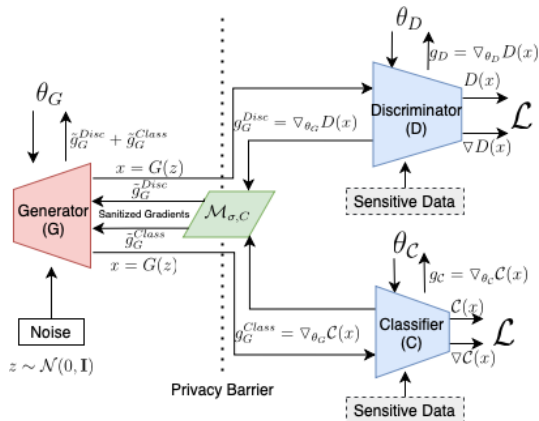 θ_G
g̃_G^{Disc} + g̃_G^{Class}
Generator
(G)
Noise
z ∼ 𝒩(0, I)
x = G(z)
g̃_G^{Disc}
Sanitized Gradients
g̃_G^{Class}
x = G(z)
ℳ_{σ,C}
Privacy Barrier
g_G^{Disc} = ▽_{θ_G} D(x)
g_G^{Class} = ▽_{θ_G} 𝒞(x)
θ_D
g_D = ▽_{θ_D} D(x)
Discriminator
(D)
D(x)
▽D(x)
ℒ
Sensitive Data
θ_𝒞
g_𝒞 = ▽_{θ_𝒞} 𝒞(x)
Classifier
(C)
𝒞(x)
▽𝒞(x)
ℒ
Sensitive Data